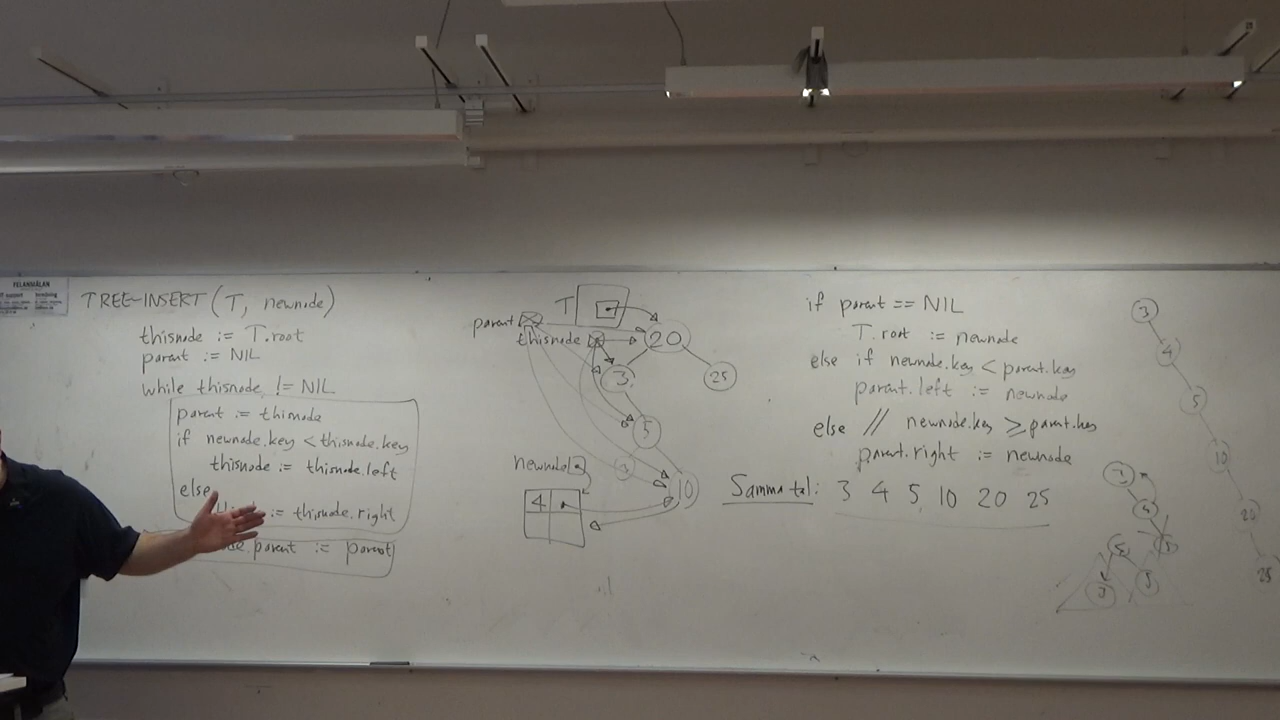 FELANMÄLAN
TREE-INSERT (T, newnode)
thisnode := T.root
parent := NIL
while thisnode != NIL
parent := thisnode
if newnode.key < thisnode.key
thisnode := thisnode.left
else
:= thisnode.right
.parent := parent
T
parent
thisnode
20
3
25
5
newnode
4
10
if parent == NIL
T.root := newnode
else if newnode.key < parent.key
parent.left := newnode
else // newnode.key ≥ parent.key
parent.right := newnode
Samma tal: 3 4 5 10 20 25
3
4
5
10
20
25